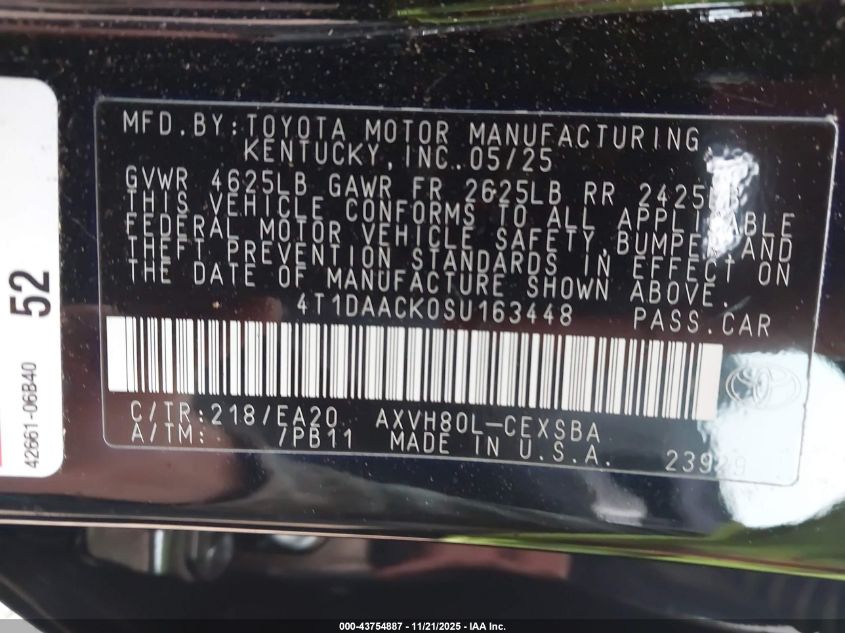 MFD.BY:TOYOTA MOTOR MANUFACTURING
KENTUCKY, INC. 05/25
GVWR 4625LB GAWR FR 2625LB RR 2425LB
THIS VEHICLE CONFORMS TO ALL APPLICABLE
FEDERAL MOTOR VEHICLE SAFETY, BUMPER, AND
THEFT PREVENTION STANDARDS IN EFFECT ON
THE DATE OF MANUFACTURE SHOWN ABOVE.
4T1DAACK0SU163448 PASS.CAR
C/TR:218/EA20 AXVH80L-CEXSBA
A/TM: /PB11 MADE IN U.S.A.
52
42661-06B40
000-43754887 - 11/21/2025 - IAA Inc.